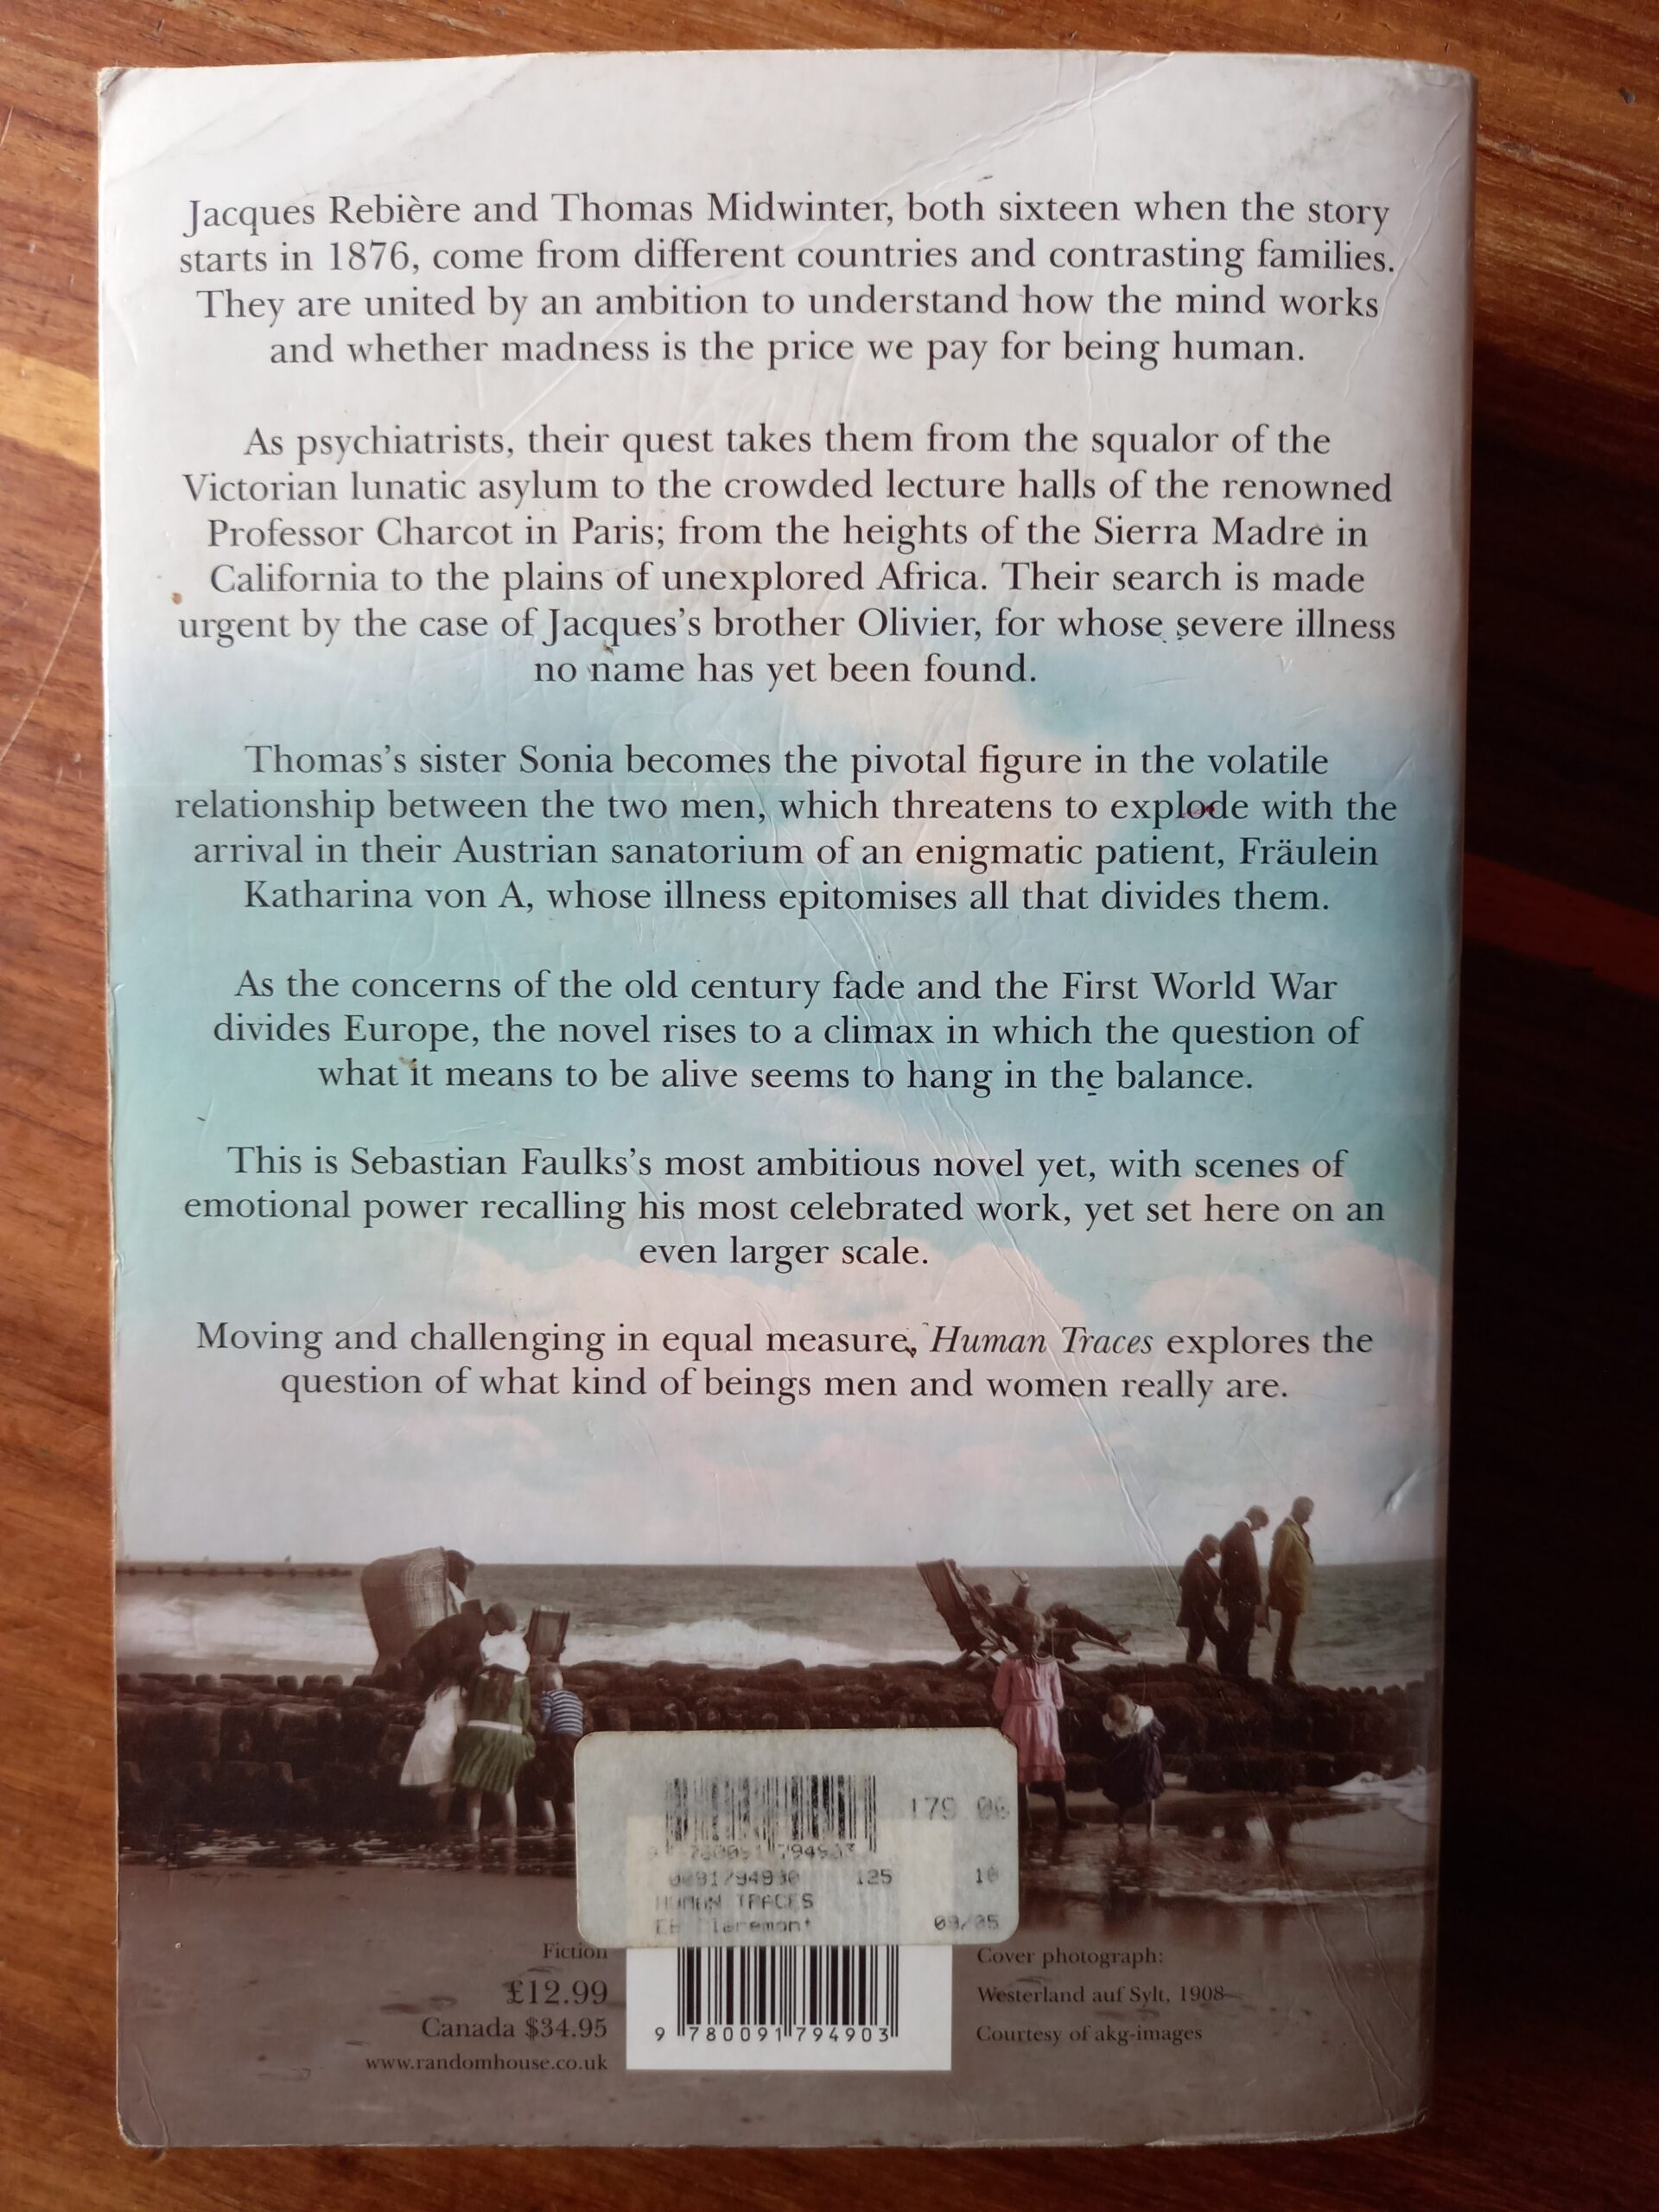 Jacques Rebière and Thomas Midwinter, both sixteen when the story
starts in 1876, come from different countries and contrasting families.
They are united by an ambition to understand how the mind works
and whether madness is the price we pay for being human.
As psychiatrists, their quest takes them from the squalor of the
Victorian lunatic asylum to the crowded lecture halls of the renowned
Professor Charcot in Paris; from the heights of the Sierra Madre in
California to the plains of unexplored Africa. Their search is made
urgent by the case of Jacques's brother Olivier, for whose severe illness
no name has yet been found.
Thomas's sister Sonia becomes the pivotal figure in the volatile
relationship between the two men, which threatens to explode with the
arrival in their Austrian sanatorium of an enigmatic patient, Fräulein
Katharina von A, whose illness epitomises all that divides them.
As the concerns of the old century fade and the First World War
divides Europe, the novel rises to a climax in which the question of
what it means to be alive seems to hang in the balance.
This is Sebastian Faulks's most ambitious novel yet, with scenes of
emotional power recalling his most celebrated work, yet set here on an
even larger scale.
Moving and challenging in equal measure, Human Traces explores the
question of what kind of beings men and women really are.
125 10
HUMAN TRACES
Claremont 09/05
Fiction
£12.99
Canada $34.95
www.randomhouse.co.uk
9 780091 794903
Cover photograph:
Westerland auf Sylt, 1908
Courtesy of akg-images